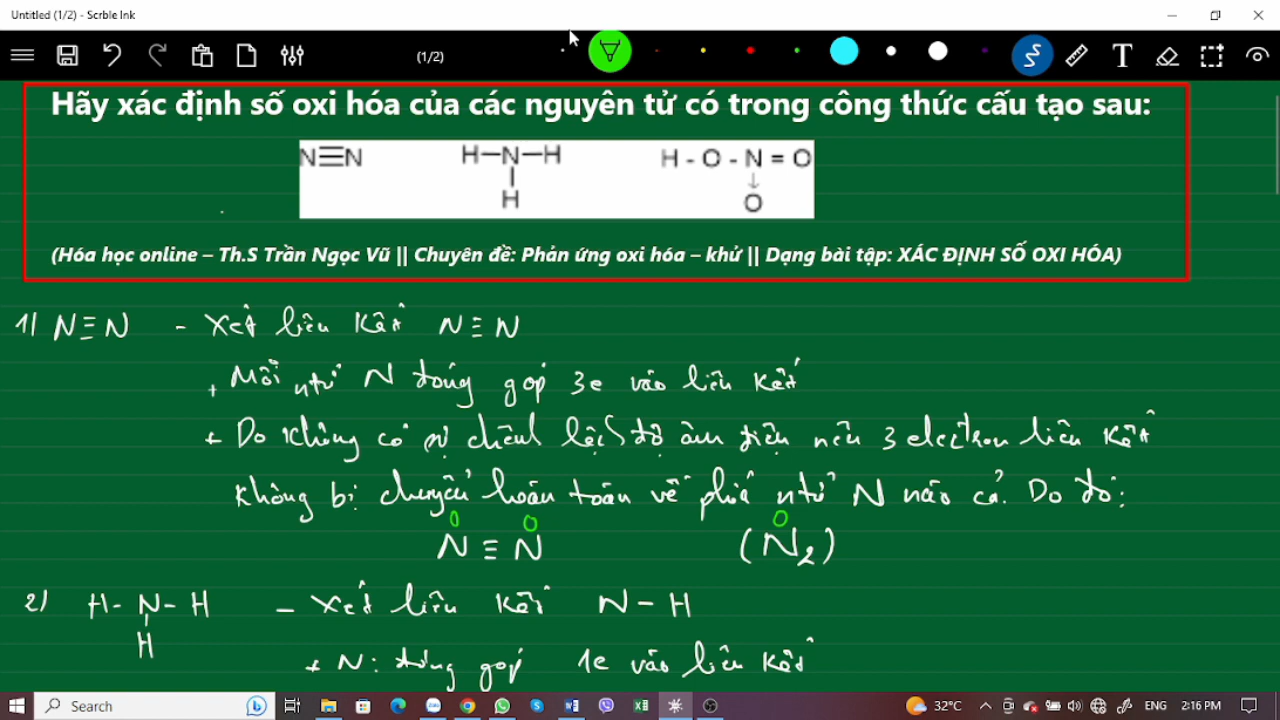 Untitled (1/2) - Scrble Ink
(1/2)
Hãy xác định số oxi hóa của các nguyên tử có trong công thức cấu tạo sau:
N≡N
H—N—H
|
H
H - O - N = O
↓
O
(Hóa học online – Th.S Trần Ngọc Vũ || Chuyên đề: Phản ứng oxi hóa – khử || Dạng bài tập: XÁC ĐỊNH SỐ OXI HÓA)
1) N≡N - Xét liên kết N≡N
+ Mỗi ntử N đóng góp 3e vào liên kết
+ Do không có sự chênh lệch độ âm điện nên 3 electron liên kết
không bị chuyển hoàn toàn về phía ntử N nào cả. Do đó:
0 0 0
N ≡ N (N2)
2) H - N - H - Xét liên kết N - H
|
H
+ N: đóng góp 1e vào liên kết
Search
32°C
ENG
2:16 PM